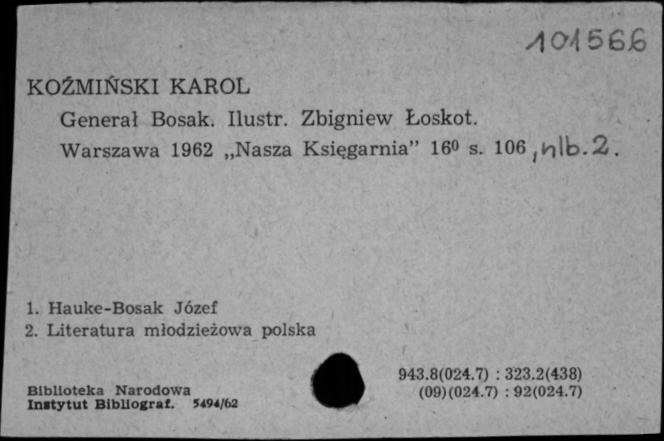 101566
KOŹMIŃSKI KAROL
Generał Bosak. Ilustr. Zbigniew Łoskot.
Warszawa 1962 „Nasza Księgarnia” 16⁰ s. 106, nlb. 2.
1. Hauke-Bosak Józef
2. Literatura młodzieżowa polska
943.8(024.7) : 323.2(438)
(09)(024.7) : 92(024.7)
Biblioteka Narodowa
Instytut Bibliograf. 5494/62